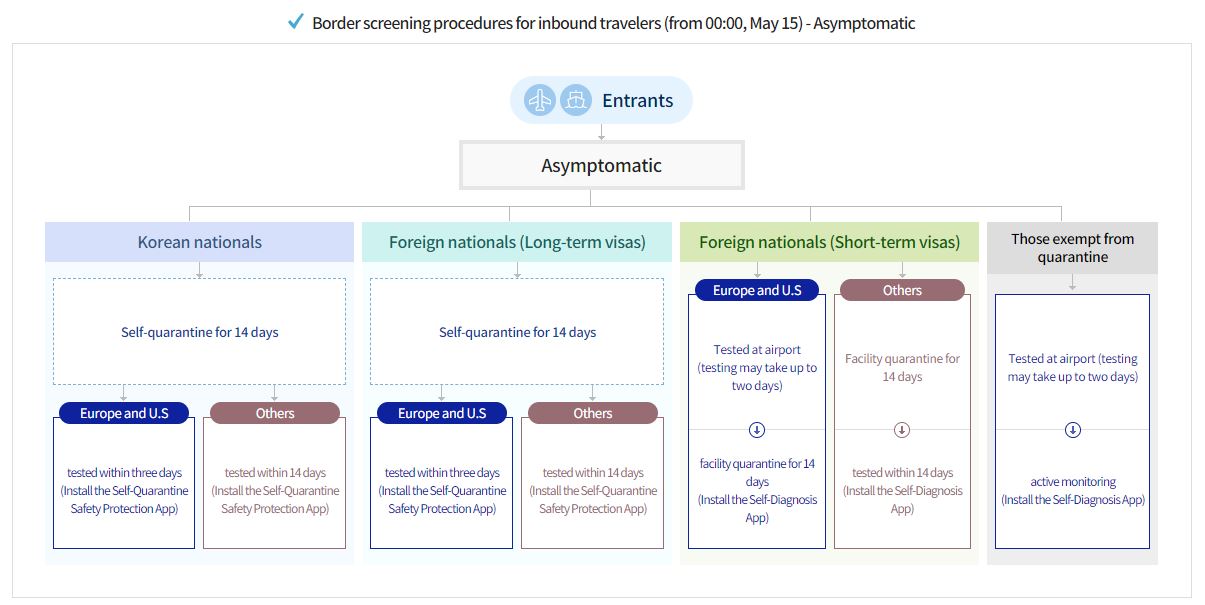 Border screening procedures for inbound travelers (from 00:00, May 15) - Asymptomatic
Entrants
Asymptomatic
Korean nationals
Self-quarantine for 14 days
Europe and U.S
tested within three days
(Install the Self-Quarantine
Safety Protection App)
Others
tested within 14 days
(Install the Self-Quarantine
Safety Protection App)
Foreign nationals (Long-term visas)
Self-quarantine for 14 days
Europe and U.S
tested within three days
(Install the Self-Quarantine
Safety Protection App)
Others
tested within 14 days
(Install the Self-Quarantine
Safety Protection App)
Foreign nationals (Short-term visas)
Europe and U.S
Tested at airport
(testing may take up to
two days)
facility quarantine for 14
days
(Install the Self-Diagnosis
App)
Others
Facility quarantine for
14 days
tested within 14 days
(Install the Self-Diagnosis
App)
Those exempt from
quarantine
Tested at airport (testing
may take up to two days)
active monitoring
(Install the Self-Diagnosis App)